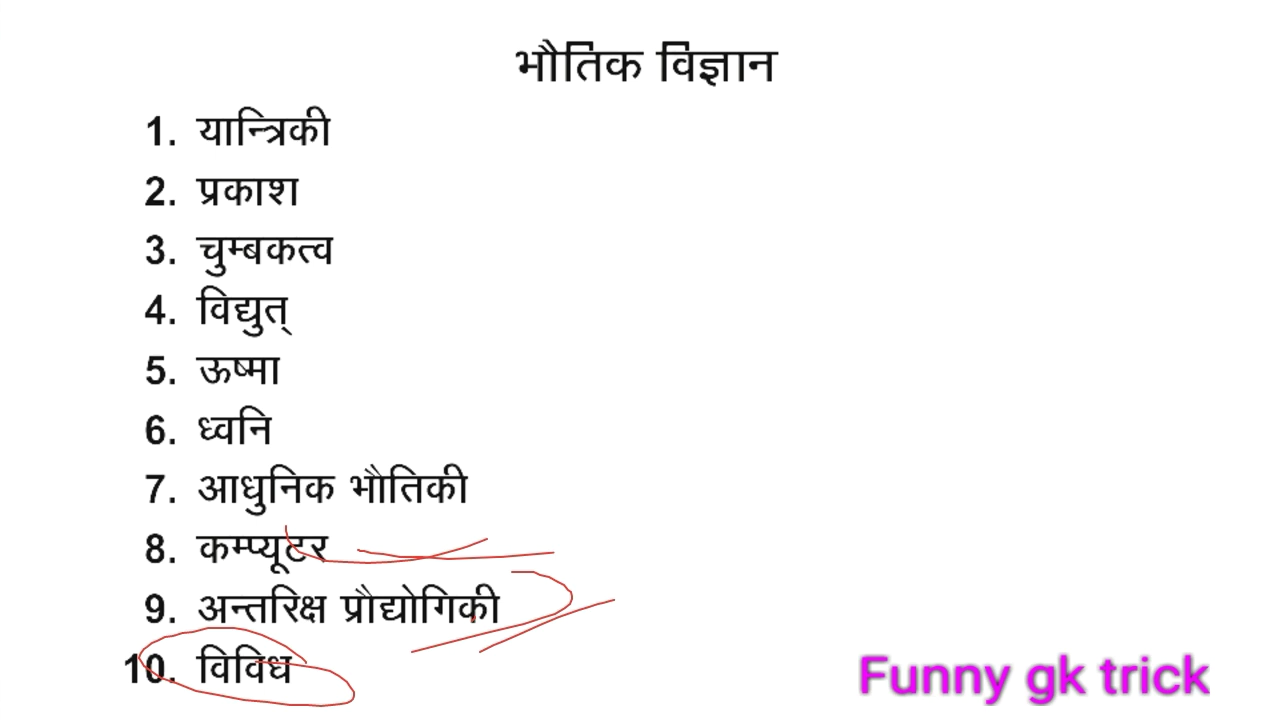 भौतिक विज्ञान
1. यान्त्रिकी
2. प्रकाश
3. चुम्बकत्व
4. विद्युत्
5. ऊष्मा
6. ध्वनि
7. आधुनिक भौतिकी
8. कम्प्यूटर
9. अन्तरिक्ष प्रौद्योगिकी
10. विविध
Funny gk trick